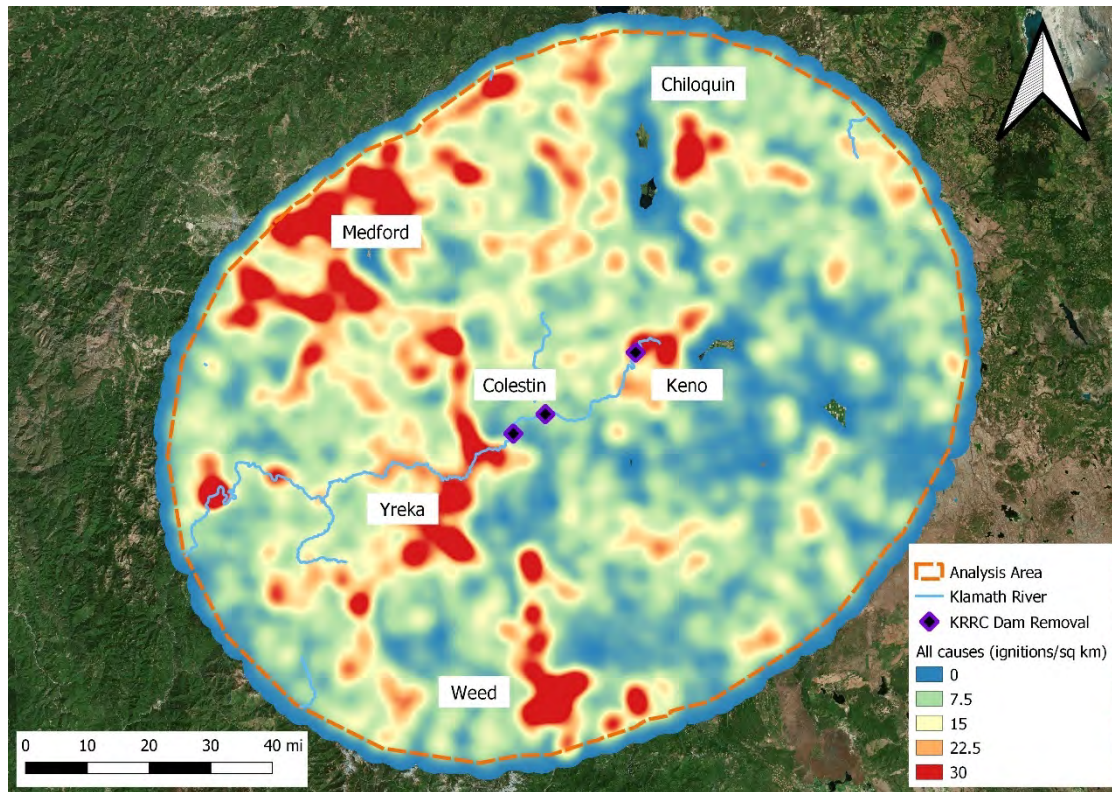 Chiloquin
Medford
Colestin
Keno
Yreka
Weed
Analysis Area
Klamath River
KRRC Dam Removal
All causes (ignitions/sq km)
0
7.5
15
22.5
30
0 10 20 30 40 mi